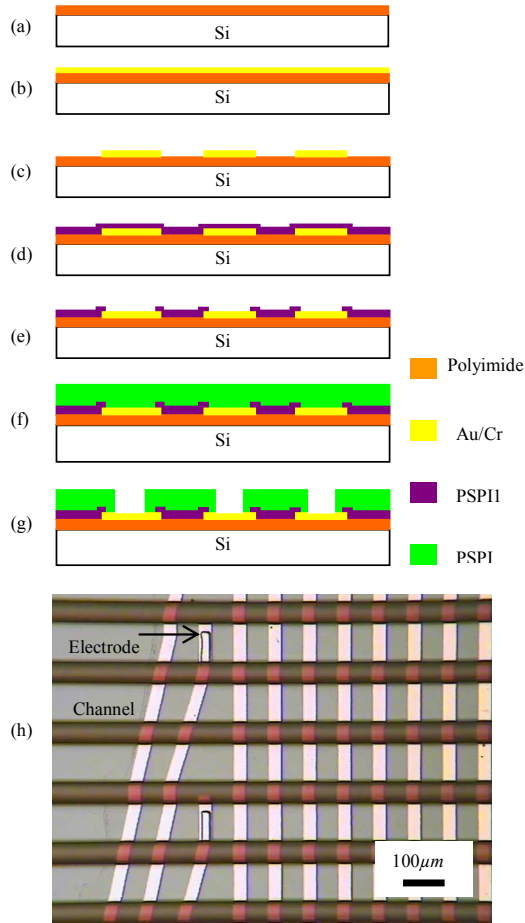 (a)
Si
(b)
Si
(c)
Si
(d)
Si
(e)
Si
Polyimide
(f)
Si
Au/Cr
(g)
Si
PSPI1
PSPI
(h)
Electrode
Channel
100μm